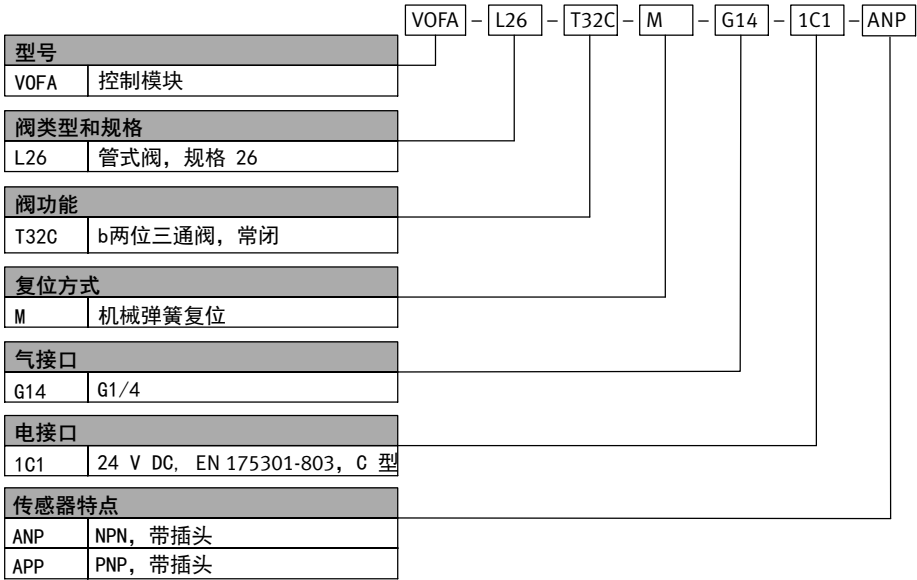 VOFA – L26 – T32C – M – G14 – 1C1 – ANP
型号
VOFA 控制模块
阀类型和规格
L26 管式阀，规格 26
阀功能
T32C b两位三通阀，常闭
复位方式
M 机械弹簧复位
气接口
G14 G1/4
电接口
1C1 24 V DC, EN 175301-803，C 型
传感器特点
ANP NPN，带插头
APP PNP，带插头